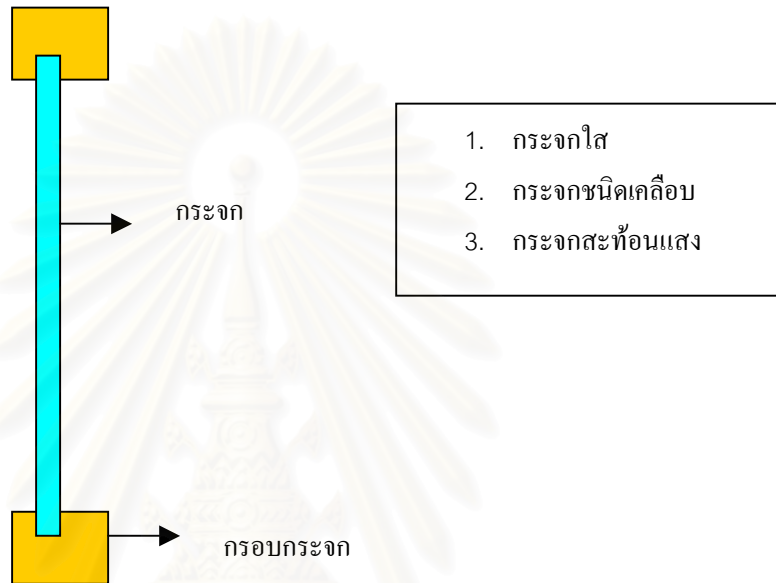 1. กระจกใส
2. กระจกชนิดเคลือบ
3. กระจกสะท้อนแสง
กระจก
กรอบกระจก